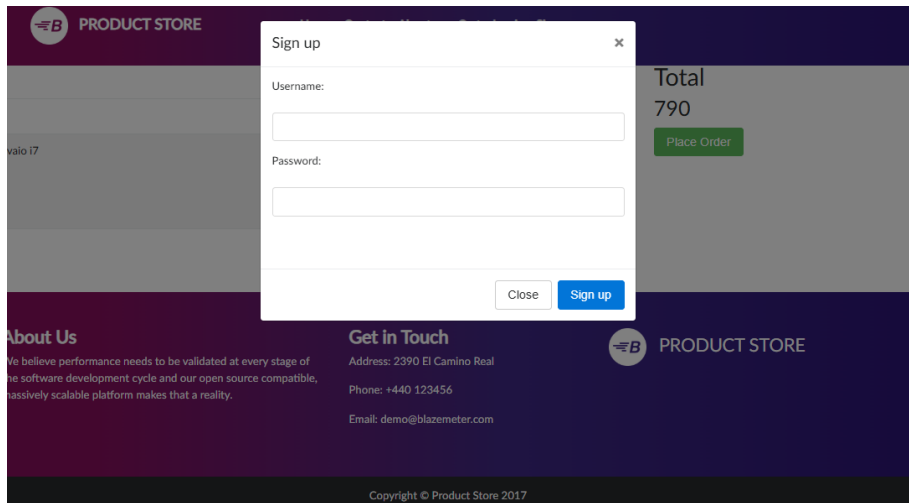 B PRODUCT STORE
Sign up ×
Username:
Password:
Close Sign up
Total
790
Place Order
vaio i7
About Us
We believe performance needs to be validated at every stage of
software development cycle and our open source compatible,
scalable platform makes that a reality.
Get in Touch
Address: 2390 El Camino Real
Phone: +440 123456
Email: demo@blazemeter.com
B PRODUCT STORE
Copyright © Product Store 2017